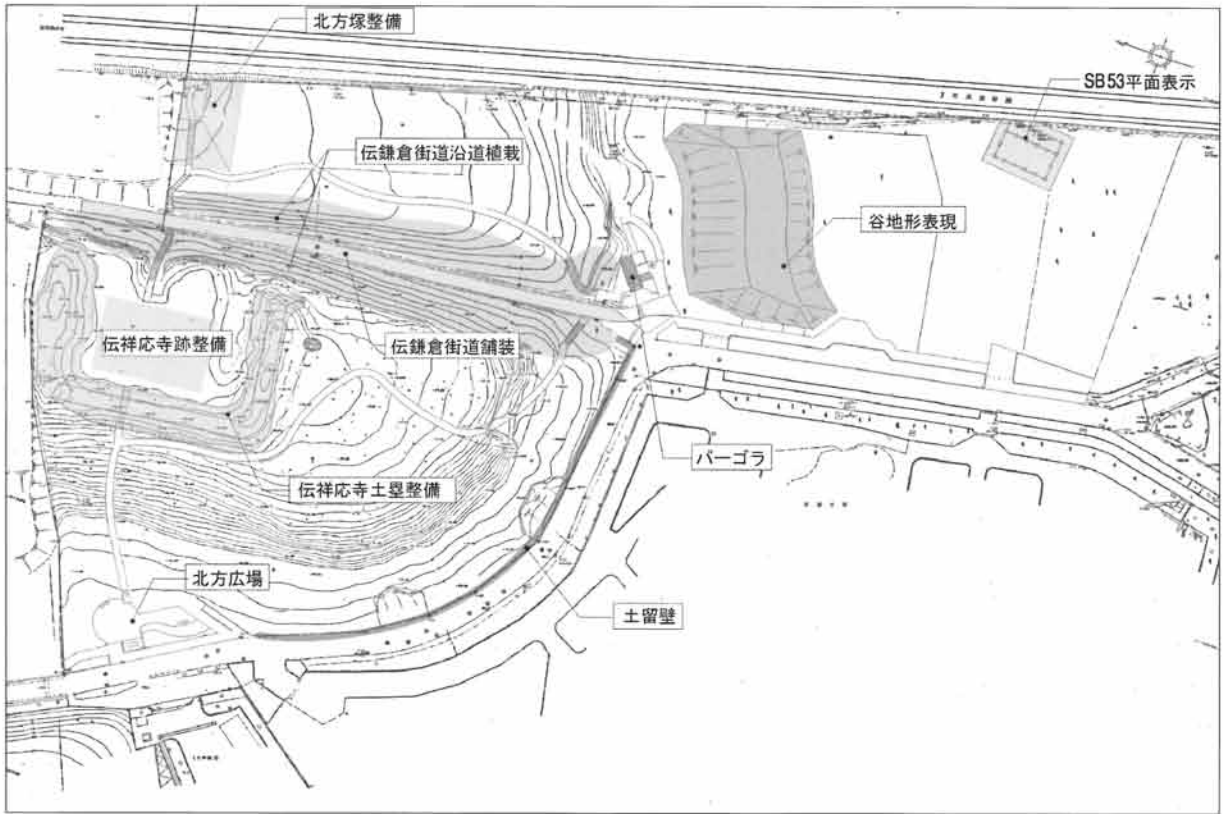 北方塚整備
SB53平面表示
伝鎌倉街道沿道植栽
谷地形表現
伝祥応寺跡整備
伝鎌倉街道舗装
パーゴラ
伝祥応寺土塁整備
北方広場
土留壁